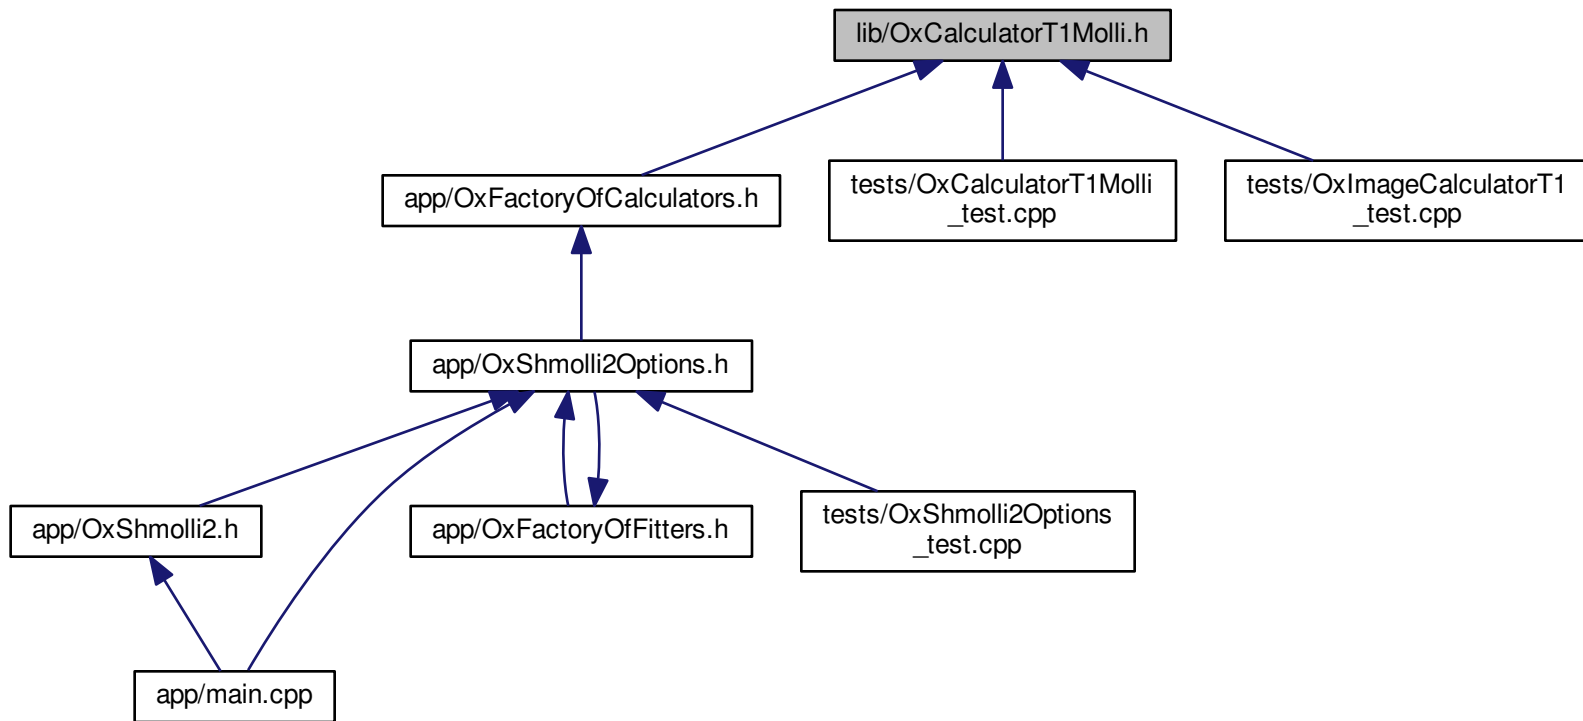 lib/OxCalculatorT1Molli.h
app/OxFactoryOfCalculators.h
tests/OxCalculatorT1Molli
_test.cpp
tests/OxImageCalculatorT1
_test.cpp
app/OxShmolli2Options.h
app/OxShmolli2.h
app/OxFactoryOfFitters.h
tests/OxShmolli2Options
_test.cpp
app/main.cpp